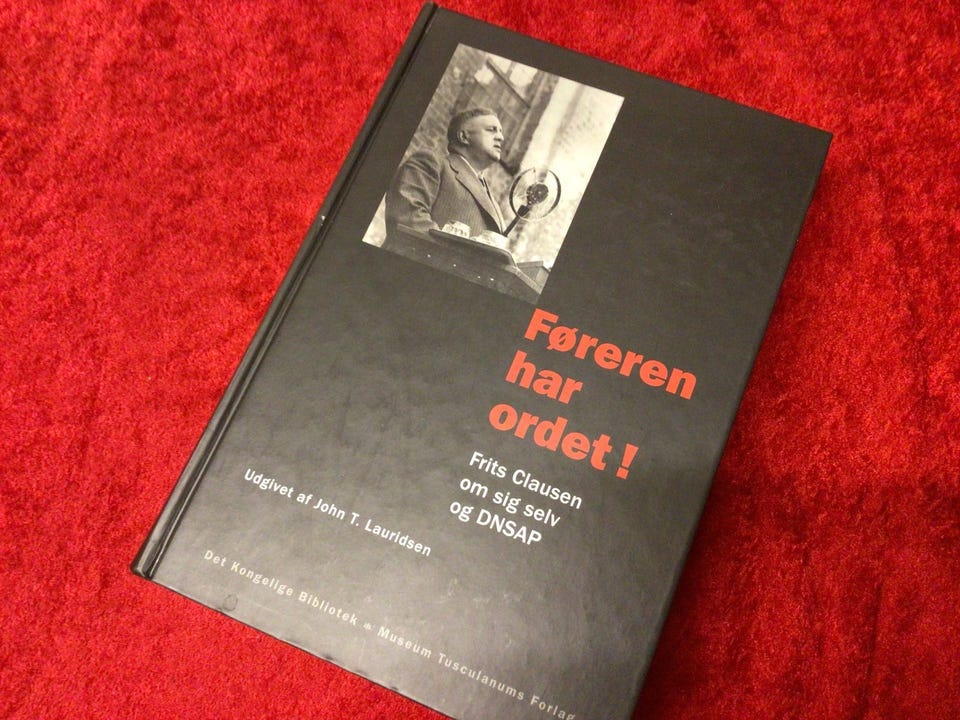 Føreren
har
ordet!
Frits Clausen
om sig selv
og DNSAP
Udgivet af John T. Lauridsen
Det Kongelige Bibliotek * Museum Tusculanums Forlag